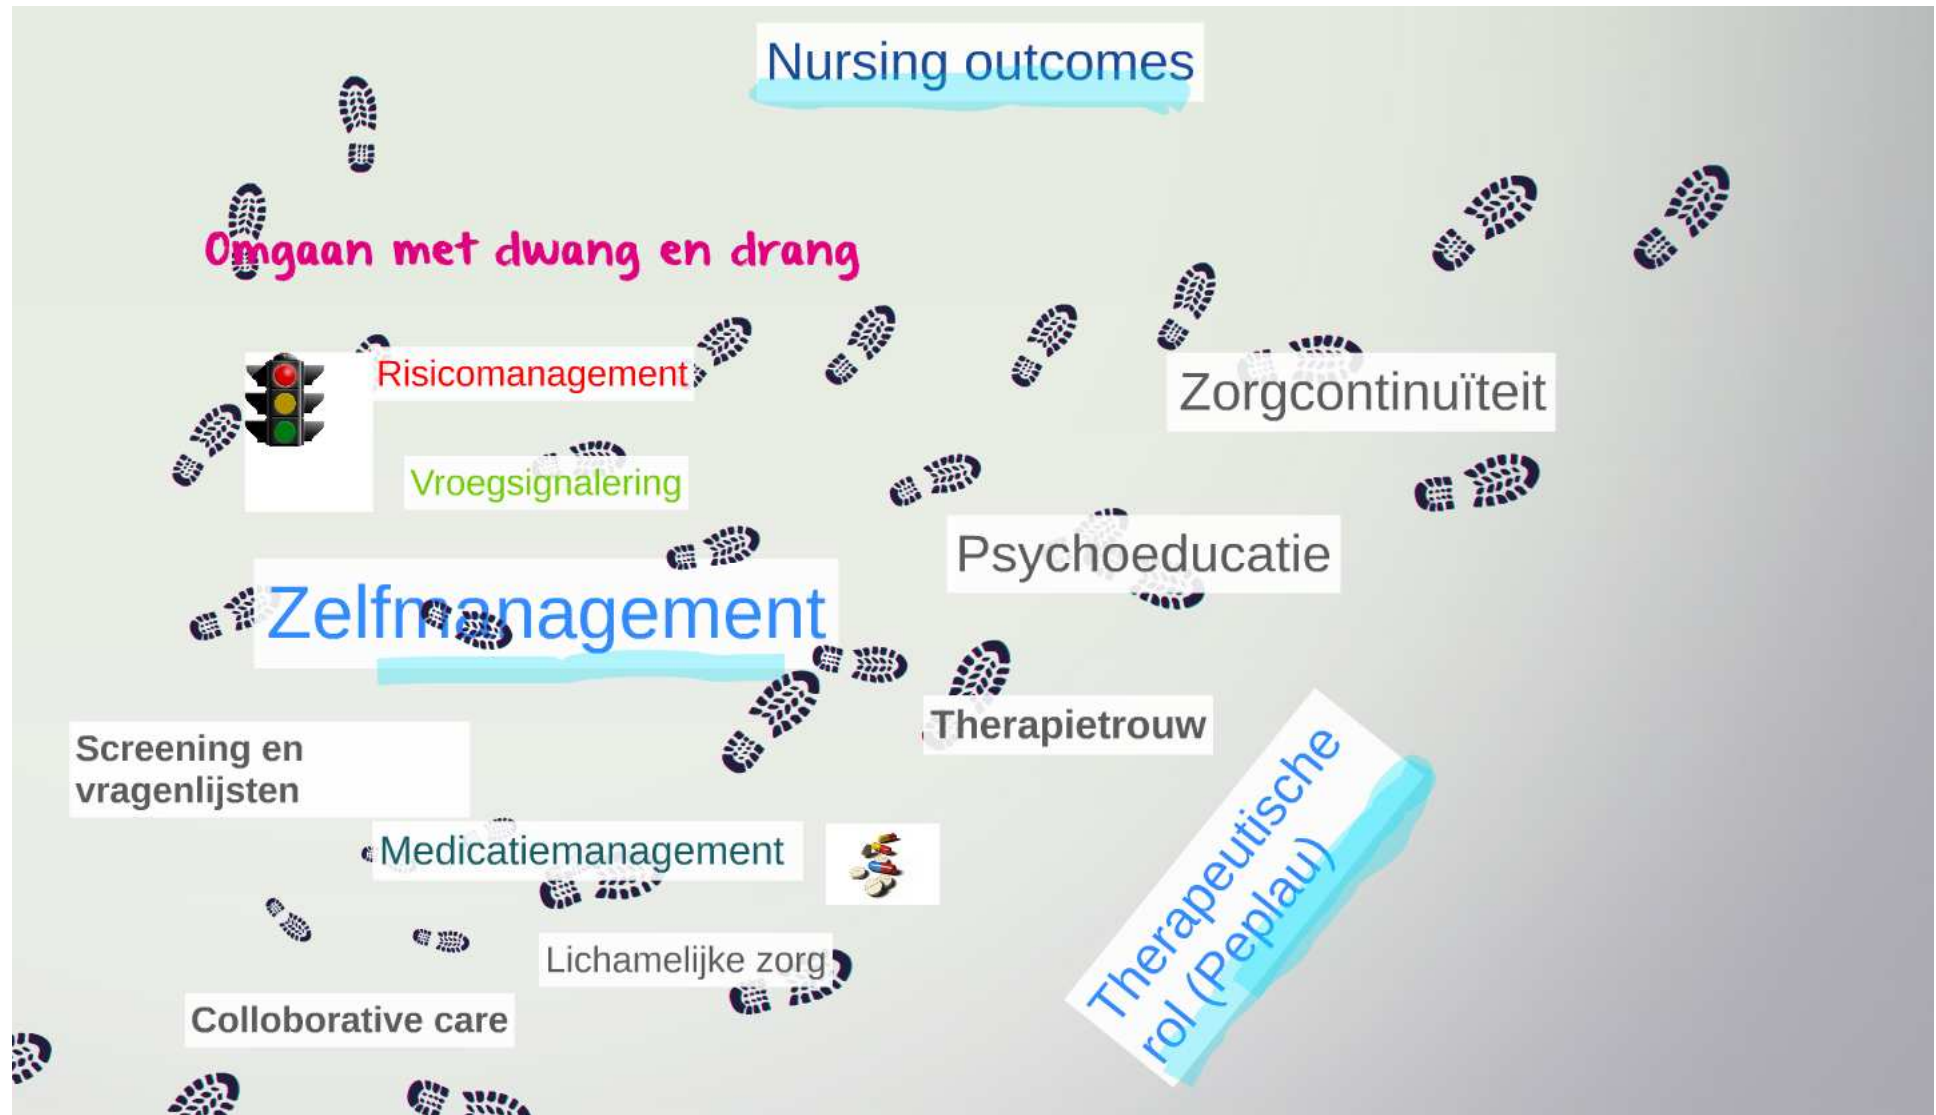 Nursing outcomes
Omgaan met dwang en drang
Risicomanagement
Zorgcontinuïteit
Vroegsignalering
Psychoeducatie
Zelfmanagement
Therapietrouw
Screening en
vragenlijsten
Therapeutische
rol (Peplau)
Medicatiemanagement
Lichamelijke zorg
Colloborative care